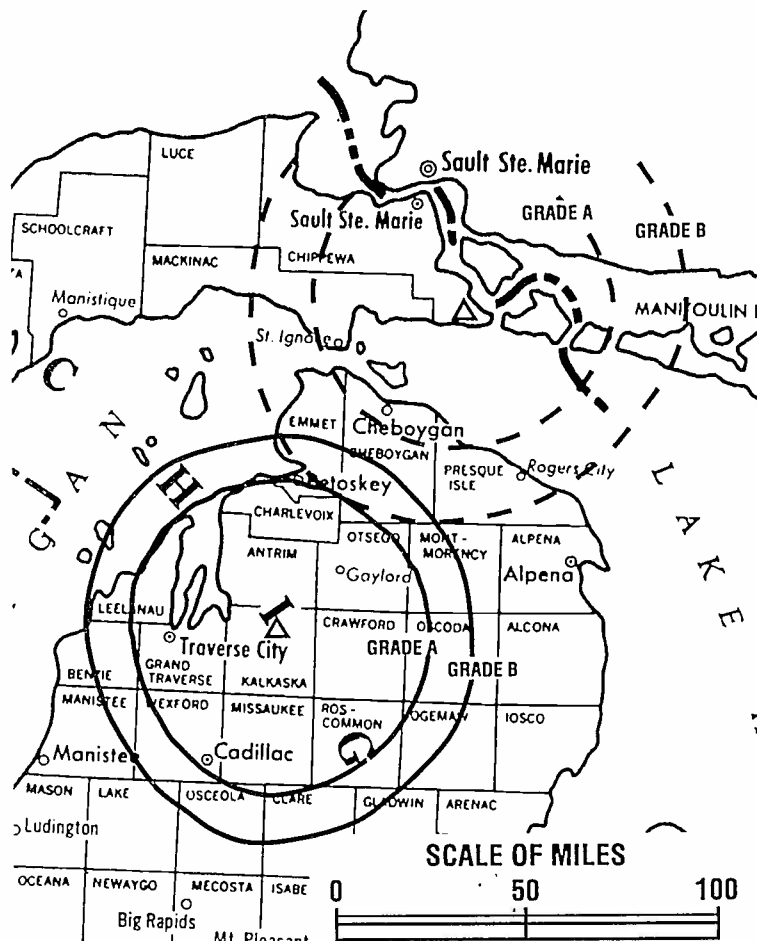 LUCE
Sault Ste. Marie
Sault Ste. Marie
GRADE A
GRADE B
SCHOOLCRAFT
MACKINAC
CHIPPEWA
Manistique
MANITOULIN I
St. Ignace
C
EMMET
Cheboygan
CHEBOYGAN
A N
G
H
PRESQUE
ISLE
Rogers City
L A K E
Petoskey
CHARLEVOIX
ANTRIM
OTSEGO
MONT-
MORENCY
ALPENA
Gaylord
Alpena
LEELANAU
I
CRAWFORD
OSCODA
ALCONA
Traverse City
GRADE A
GRADE B
BENZIE
GRAND
TRAVERSE
KALKASKA
MANISTEE
WEXFORD
MISSAUKEE
ROS-
COMMON
OGEMAW
IOSCO
G
Manistee
Cadillac
MASON
LAKE
OSCEOLA
CLARE
GLADWIN
ARENAC
Ludington
OCEANA
NEWAYGO
MECOSTA
ISABE
Big Rapids
Mt. Pleasant
SCALE OF MILES
0 50 100